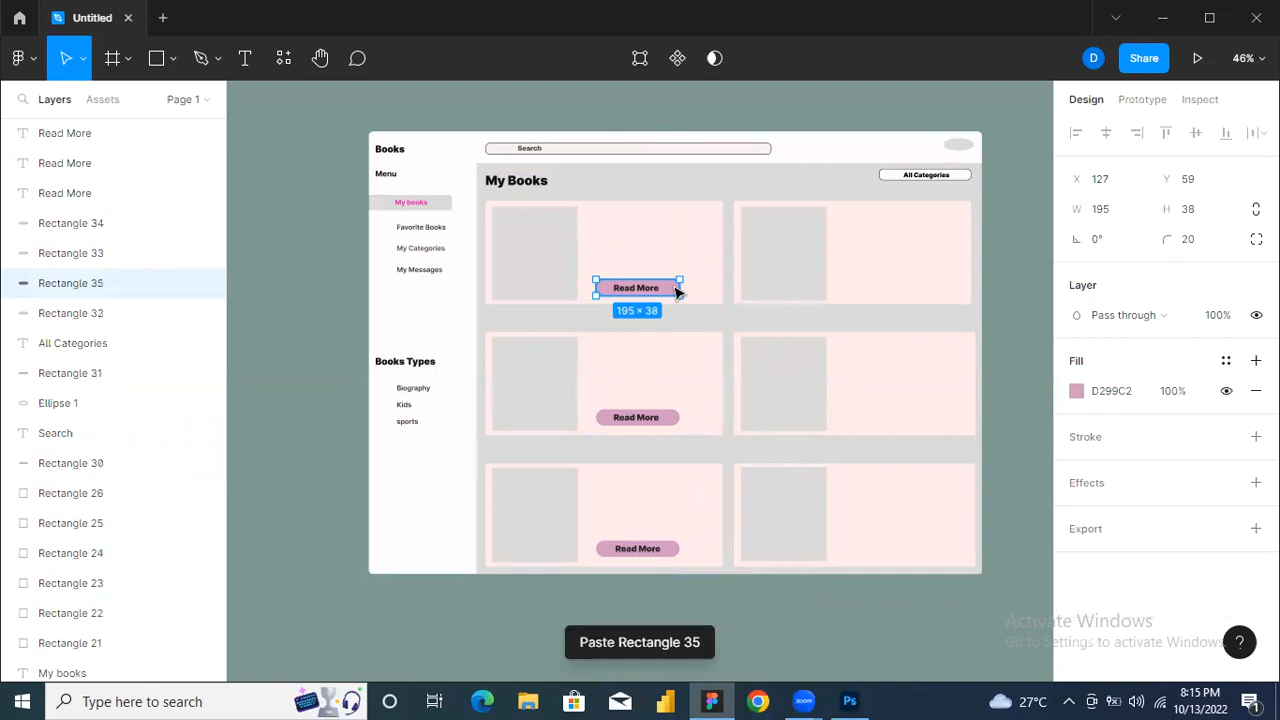 Untitled
D
Share
46%
Layers
Assets
Page 1
Read More
Read More
Read More
Rectangle 34
Rectangle 33
Rectangle 35
Rectangle 32
All Categories
Rectangle 31
Ellipse 1
Search
Rectangle 30
Rectangle 26
Rectangle 25
Rectangle 24
Rectangle 23
Rectangle 22
Rectangle 21
My books
Books
Search
Menu
My books
Favorite Books
My Categories
My Messages
Books Types
Biography
Kids
sports
My Books
All Categories
Read More
195 × 38
Read More
Read More
Paste Rectangle 35
Design
Prototype
Inspect
X 127
Y 59
W 195
H 38
0°
20
Layer
Pass through
100%
Fill
D299C2
100%
Stroke
Effects
Export
Activate Windows
Go to Settings to activate Windows.
?
Type here to search
27°C
8:15 PM
10/13/2022
1